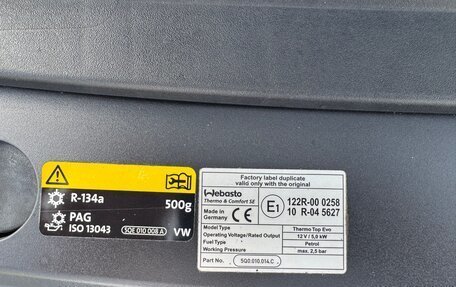 R-134a
500g
PAG
ISO 13043
5QE 010 008 A
VW
Factory label duplicate
valid only with the original
Webasto
Thermo & Comfort SE
Made in
Germany
CE
E1
122R-00 0258
10 R-04 5627
Model Type Thermo Top Evo
Operating Voltage/Rated Output 12 V / 5,0 kW
Fuel Type Petrol
Working Pressure max. 2,5 bar
Part No. 5Q0.010.014.C